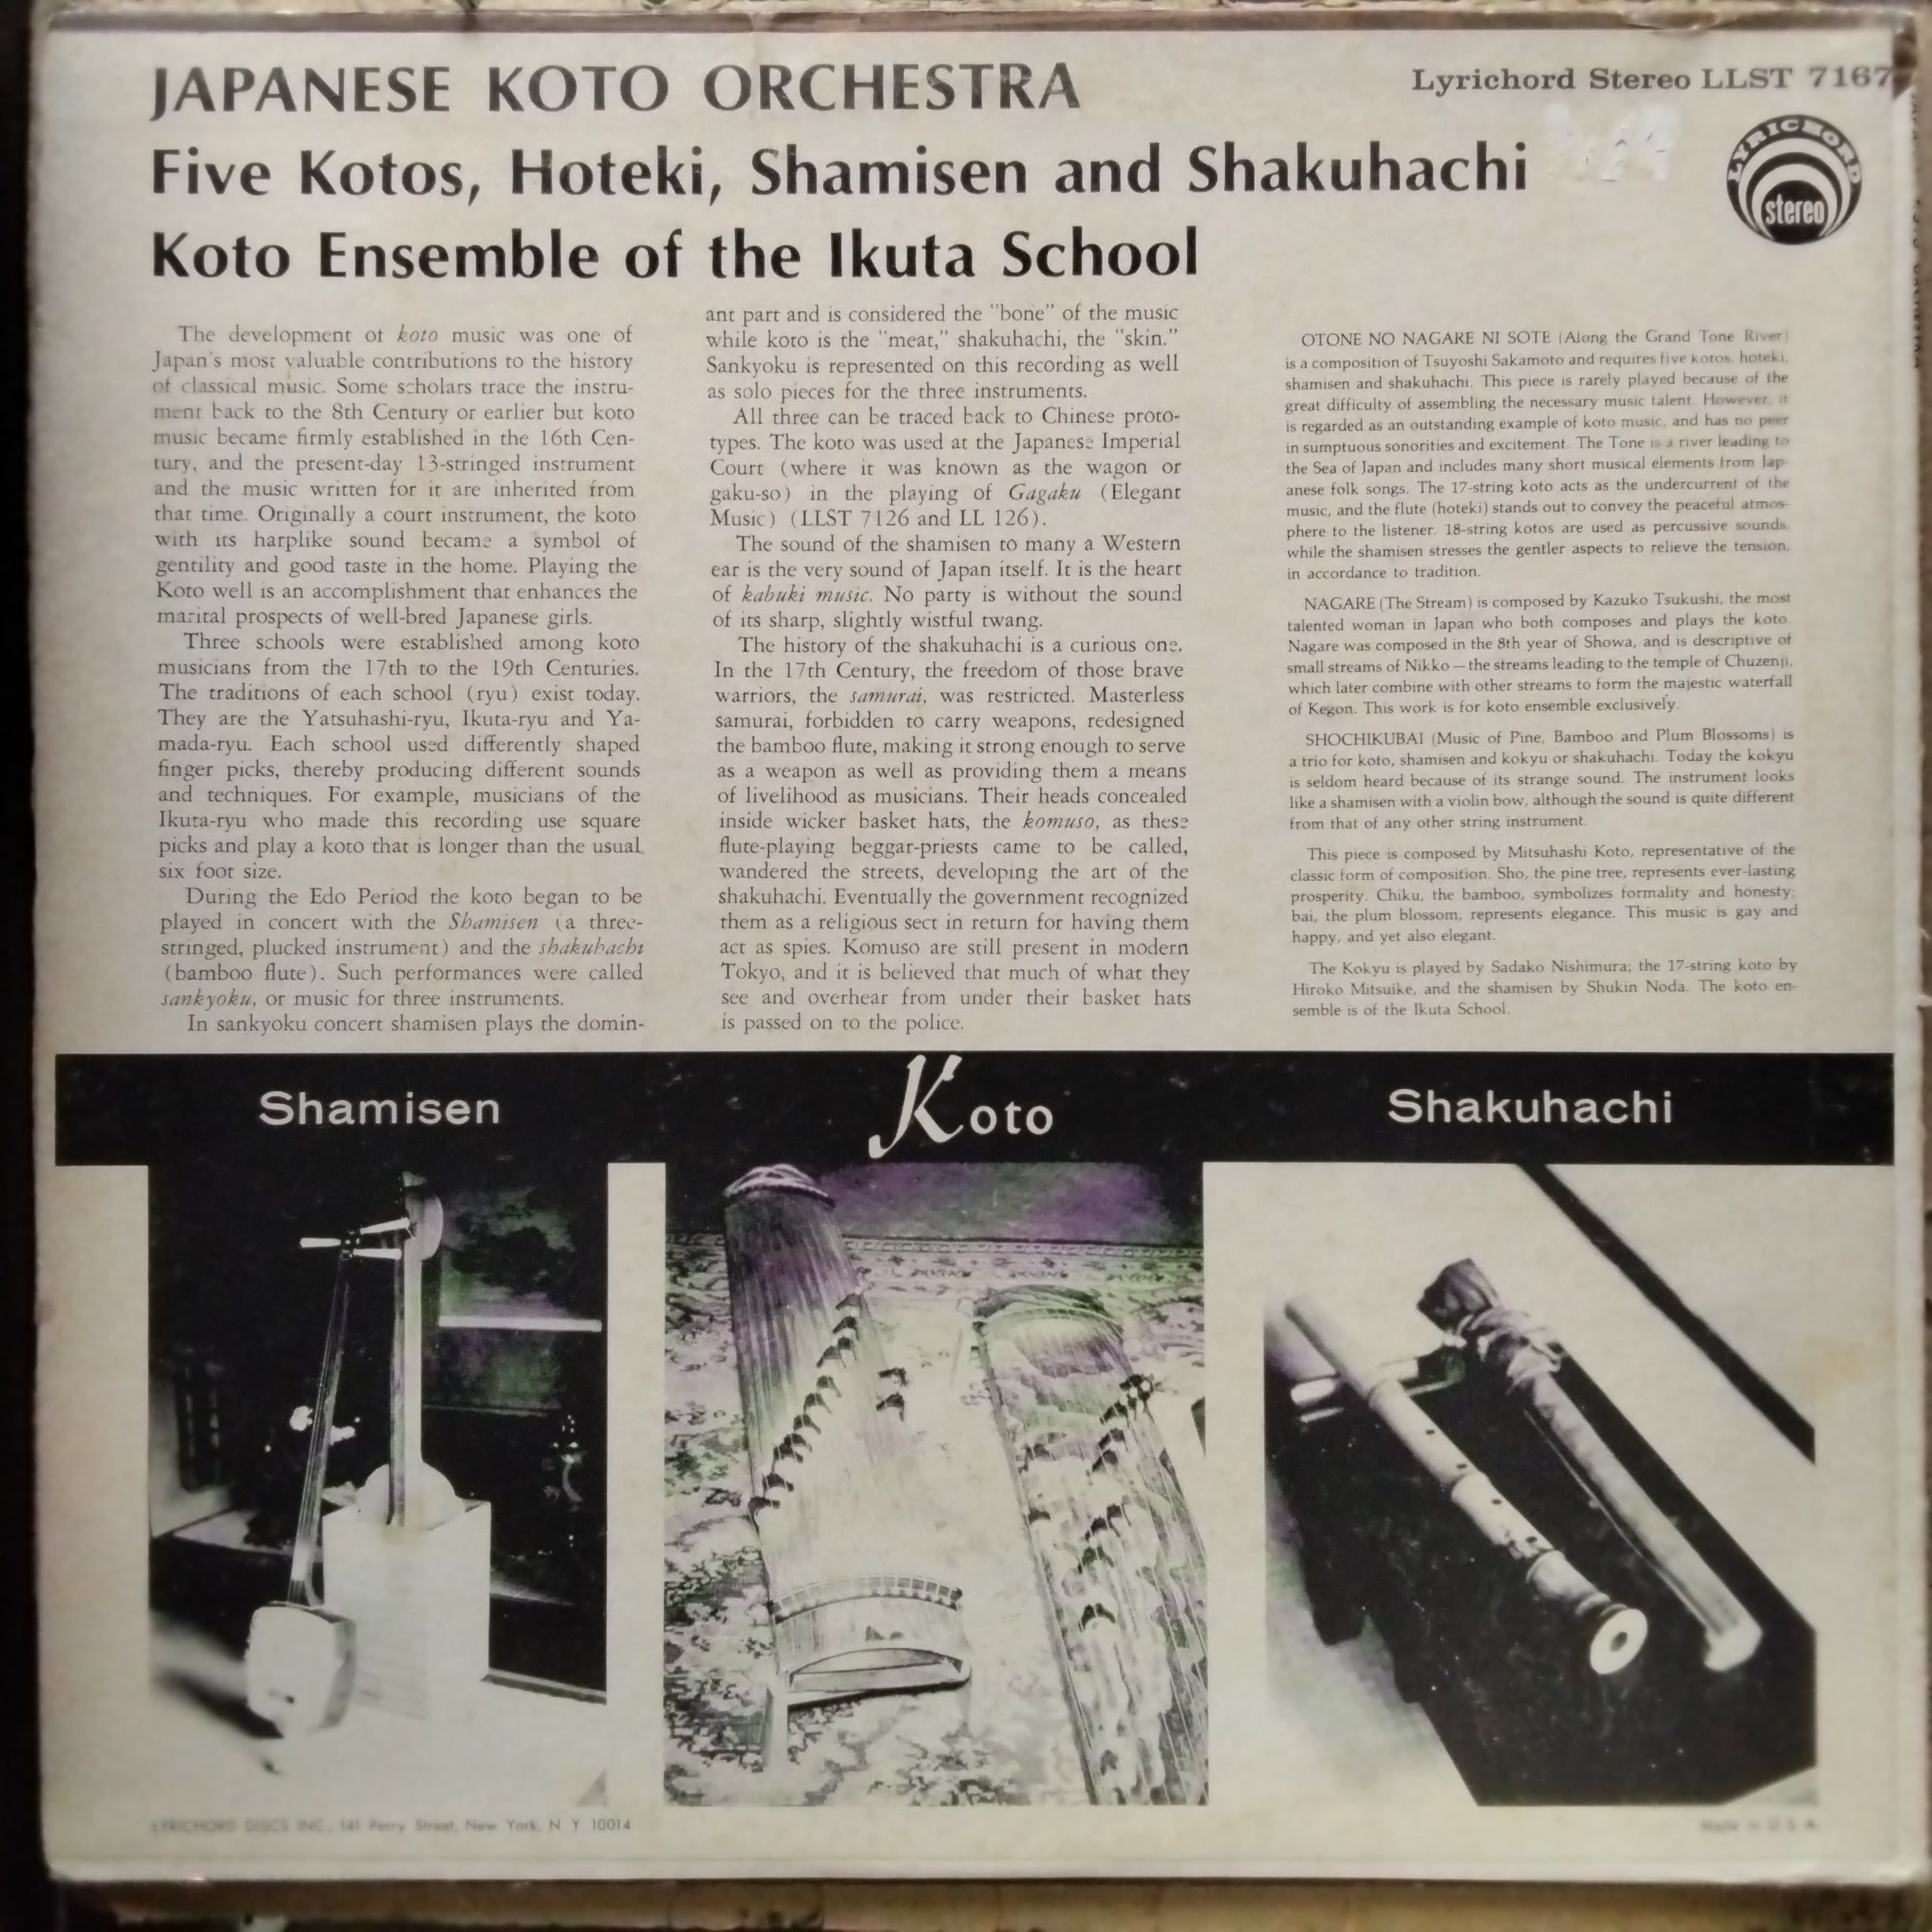 JAPANESE KOTO ORCHESTRA
Lyrichord Stereo LLST 7167
Five Kotos, Hoteki, Shamisen and Shakuhachi
Koto Ensemble of the Ikuta School
LYRICHORD
stereo
The development of koto music was one of
Japan's most valuable contributions to the history
of classical music. Some scholars trace the instru-
ment back to the 8th Century or earlier but koto
music became firmly established in the 16th Cen-
tury, and the present-day 13-stringed instrument
and the music written for it are inherited from
that time. Originally a court instrument, the koto
with its harplike sound became a symbol of
gentility and good taste in the home. Playing the
Koto well is an accomplishment that enhances the
marital prospects of well-bred Japanese girls.
Three schools were established among koto
musicians from the 17th to the 19th Centuries.
The traditions of each school (ryu) exist today.
They are the Yatsuhashi-ryu, Ikuta-ryu and Ya-
mada-ryu. Each school used differently shaped
finger picks, thereby producing different sounds
and techniques. For example, musicians of the
Ikuta-ryu who made this recording use square
picks and play a koto that is longer than the usual
six foot size.
During the Edo Period the koto began to be
played in concert with the Shamisen (a three-
stringed, plucked instrument) and the shakuhachi
(bamboo flute). Such performances were called
sankyoku, or music for three instruments.
In sankyoku concert shamisen plays the domin-
ant part and is considered the "bone" of the music
while koto is the "meat," shakuhachi, the "skin."
Sankyoku is represented on this recording as well
as solo pieces for the three instruments.
All three can be traced back to Chinese proto-
types. The koto was used at the Japanese Imperial
Court (where it was known as the wagon or
gaku-so) in the playing of Gagaku (Elegant
Music) (LLST 7126 and LL 126).
The sound of the shamisen to many a Western
ear is the very sound of Japan itself. It is the heart
of kabuki music. No party is without the sound
of its sharp, slightly wistful twang.
The history of the shakuhachi is a curious one.
In the 17th Century, the freedom of those brave
warriors, the samurai, was restricted. Masterless
samurai, forbidden to carry weapons, redesigned
the bamboo flute, making it strong enough to serve
as a weapon as well as providing them a means
of livelihood as musicians. Their heads concealed
inside wicker basket hats, the komuso, as these
flute-playing beggar-priests came to be called,
wandered the streets, developing the art of the
shakuhachi. Eventually the government recognized
them as a religious sect in return for having them
act as spies. Komuso are still present in modern
Tokyo, and it is believed that much of what they
see and overhear from under their basket hats
is passed on to the police.
OTONE NO NAGARE NI SOTE (Along the Grand Tone River)
is a composition of Tsuyoshi Sakamoto and requires five kotos, hoteki,
shamisen and shakuhachi. This piece is rarely played because of the
great difficulty of assembling the necessary music talent. However, it
is regarded as an outstanding example of koto music, and has no peer
in sumptuous sonorities and excitement. The Tone is a river leading to
the Sea of Japan and includes many short musical elements from Jap-
anese folk songs. The 17-string koto acts as the undercurrent of the
music, and the flute (hoteki) stands out to convey the peaceful atmos-
phere to the listener. 18-string kotos are used as percussive sounds,
while the shamisen stresses the gentler aspects to relieve the tension,
in accordance to tradition.
NAGARE (The Stream) is composed by Kazuko Tsukushi, the most
talented woman in Japan who both composes and plays the koto.
Nagare was composed in the 8th year of Showa, and is descriptive of
small streams of Nikko — the streams leading to the temple of Chuzenji,
which later combine with other streams to form the majestic waterfall
of Kegon. This work is for koto ensemble exclusively.
SHOCHIKUBAI (Music of Pine, Bamboo and Plum Blossoms) is
a trio for koto, shamisen and kokyu or shakuhachi. Today the kokyu
is seldom heard because of its strange sound. The instrument looks
like a shamisen with a violin bow, although the sound is quite different
from that of any other string instrument.
This piece is composed by Mitsuhashi Koto, representative of the
classic form of composition. Sho, the pine tree, represents ever-lasting
prosperity. Chiku, the bamboo, symbolizes formality and honesty;
bai, the plum blossom, represents elegance. This music is gay and
happy, and yet also elegant.
The Kokyu is played by Sadako Nishimura; the 17-string koto by
Hiroko Mitsuike, and the shamisen by Shukin Noda. The koto en-
semble is of the Ikuta School.
Shamisen
Koto
Shakuhachi
LYRICHORD DISCS INC., 141 Perry Street, New York, N Y 10014
Made in U S A